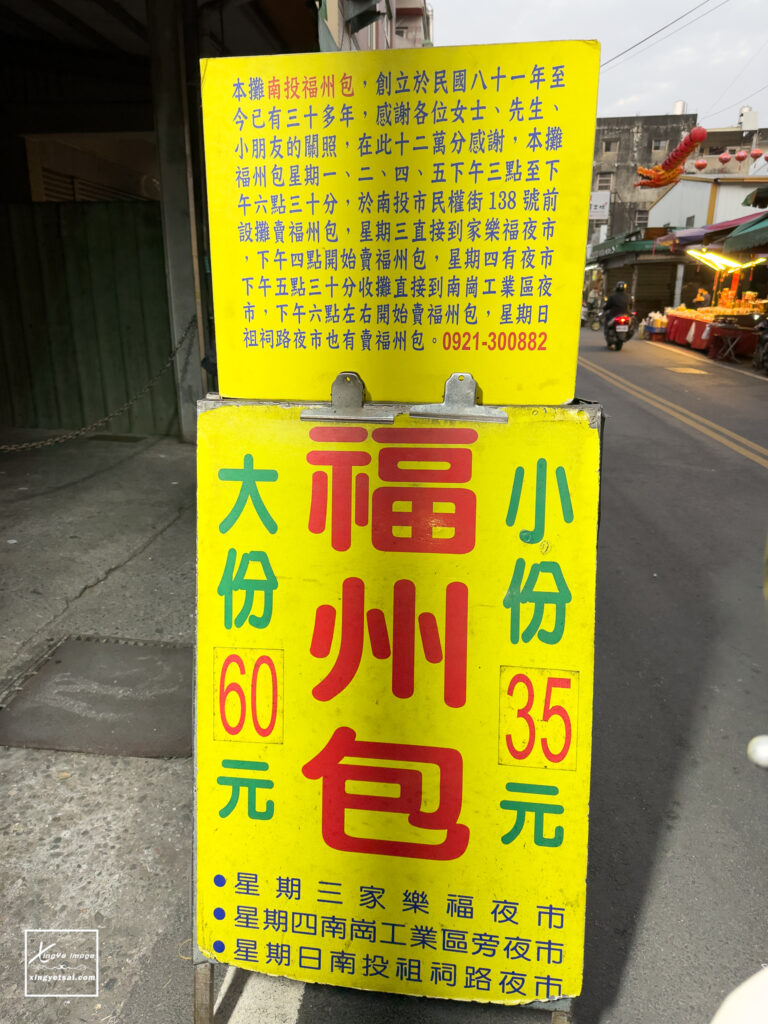 本攤南投福州包，創立於民國八十一年至
今已有三十多年，感謝各位女士、先生、
小朋友的關照，在此十二萬分感謝，本攤
福州包星期一、二、四、五下午三點至下
午六點三十分，於南投市民權街138號前
設攤賣福州包，星期三直接到家樂福夜市
，下午四點開始賣福州包，星期四有夜市
下午五點三十分收攤直接到南崗工業區夜
市，下午六點左右開始賣福州包，星期日
祖祠路夜市也有賣福州包。0921-300882
小份35元
福州包
大份60元
●星期三家樂福夜市
●星期四南崗工業區旁夜市
●星期日南投祖祠路夜市
XingYe image
x
xingyetsai.com